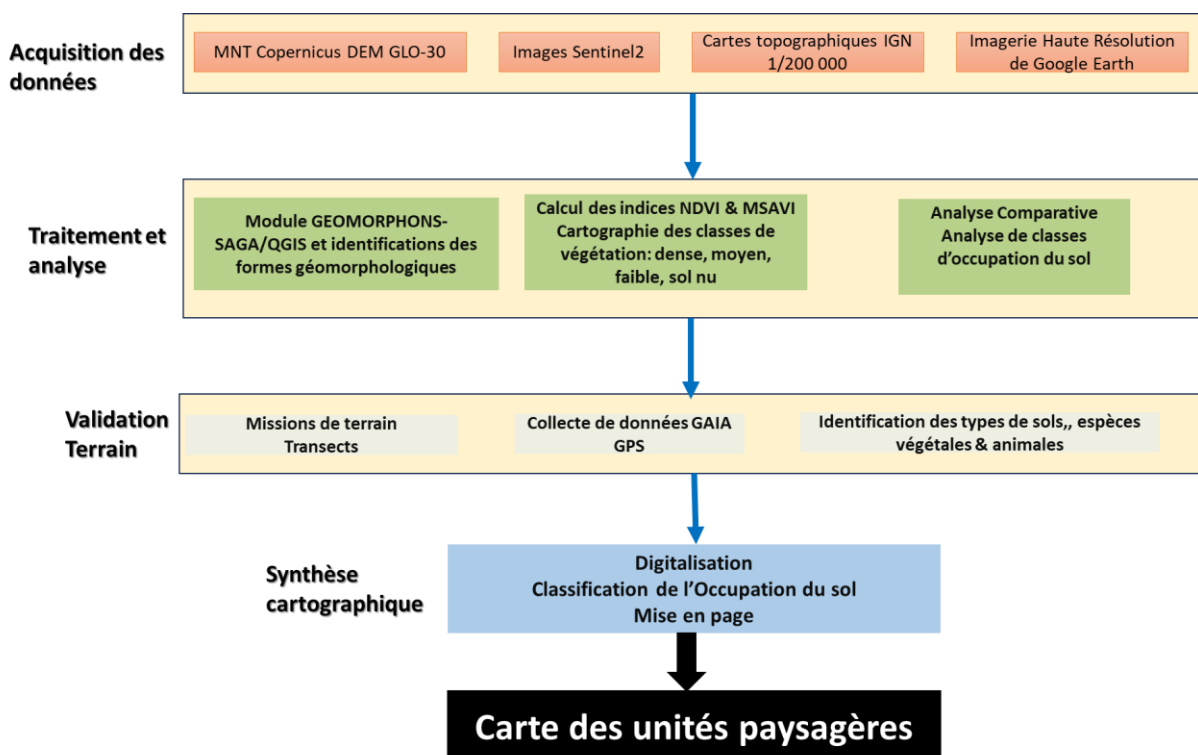 Acquisition des
données
MNT Copernicus DEM GLO-30
Images Sentinel2
Cartes topographiques IGN
1/200 000
Imagerie Haute Résolution
de Google Earth
Traitement et
analyse
Module GEOMORPHONS-
SAGA/QGIS et identifications des
formes géomorphologiques
Calcul des indices NDVI & MSAVI
Cartographie des classes de
végétation: dense, moyen,
faible, sol nu
Analyse Comparative
Analyse de classes
d’occupation du sol
Validation
Terrain
Missions de terrain
Transects
Collecte de données GAIA
GPS
Identification des types de sols,, espèces
végétales & animales
Synthèse
cartographique
Digitalisation
Classification de l’Occupation du sol
Mise en page
Carte des unités paysagères